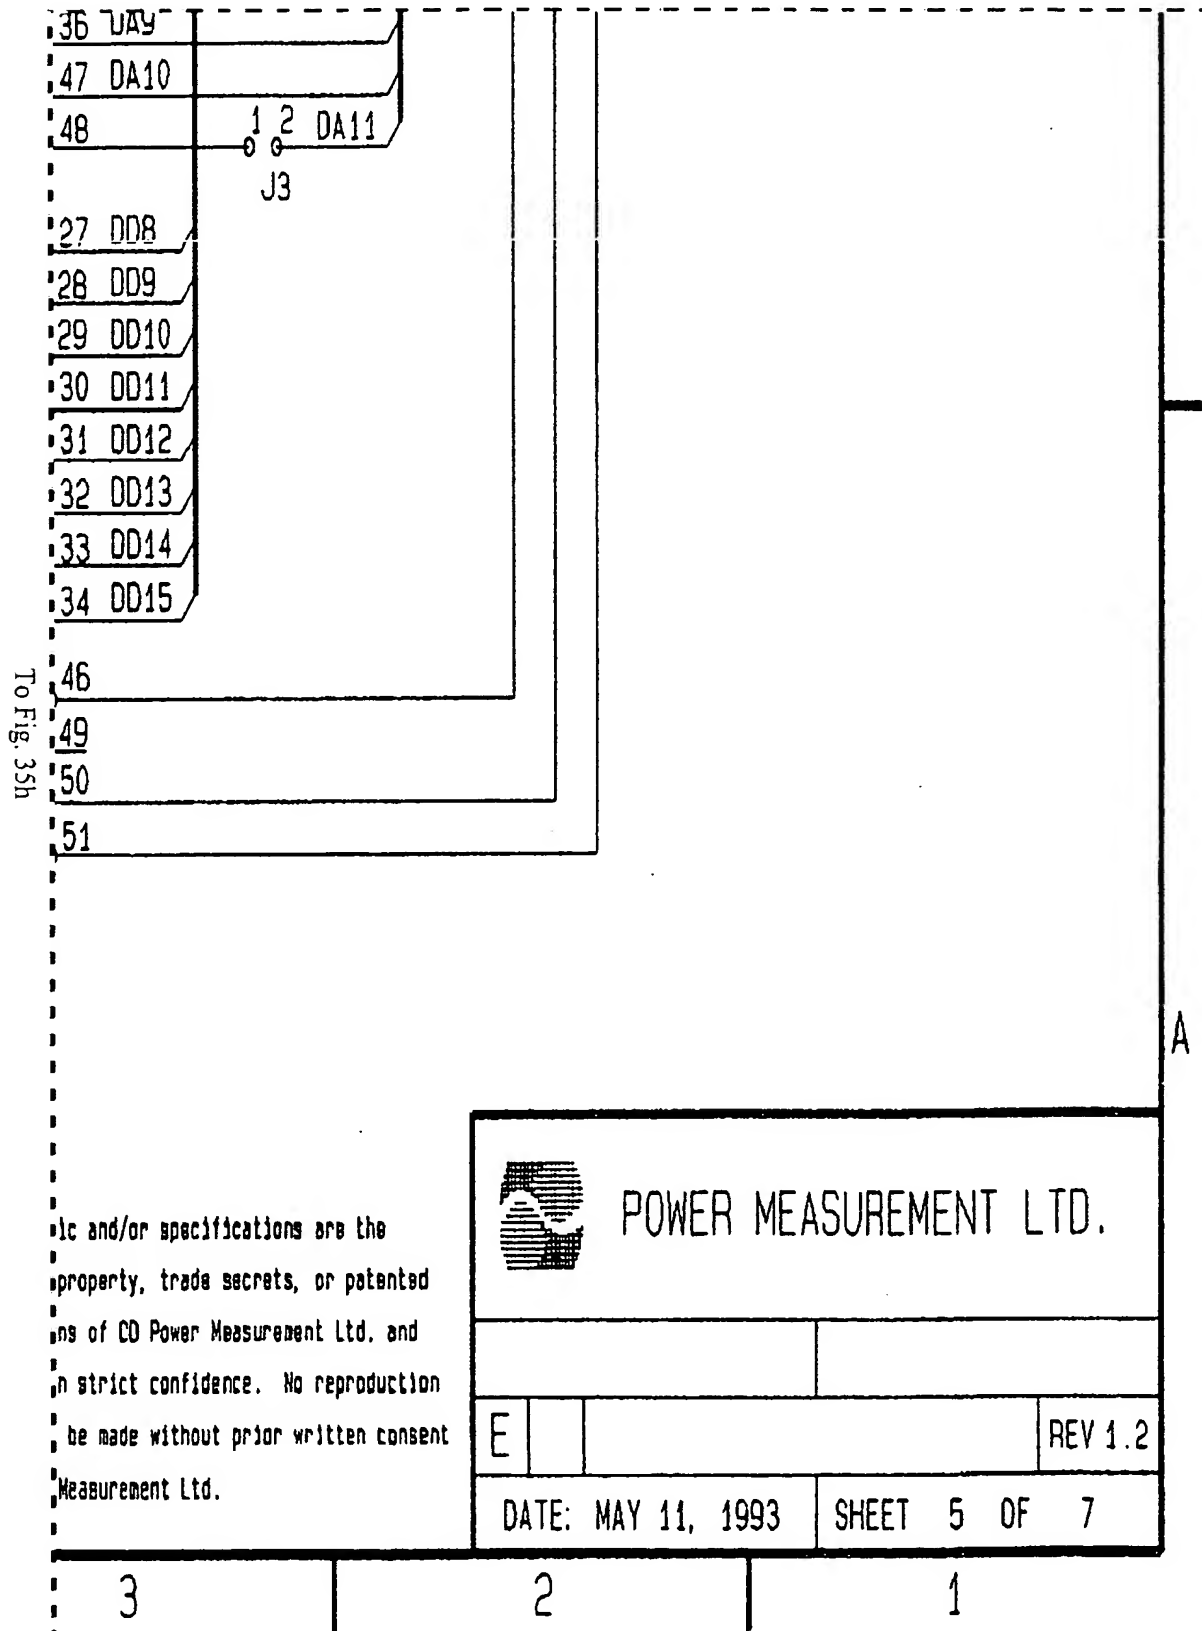 36 DA9
47 DA10
48
1 2 DA11
J3
27 DD8
28 DD9
29 DD10
30 DD11
31 DD12
32 DD13
33 DD14
34 DD15
46
49
50
51
To Fig. 35h
A
POWER MEASUREMENT LTD.
ic and/or specifications are the
property, trade secrets, or patented
ns of CD Power Measurement Ltd. and
n strict confidence. No reproduction
be made without prior written consent
Measurement Ltd.
E
REV 1.2
DATE: MAY 11, 1993
SHEET 5 OF 7
3
2
1